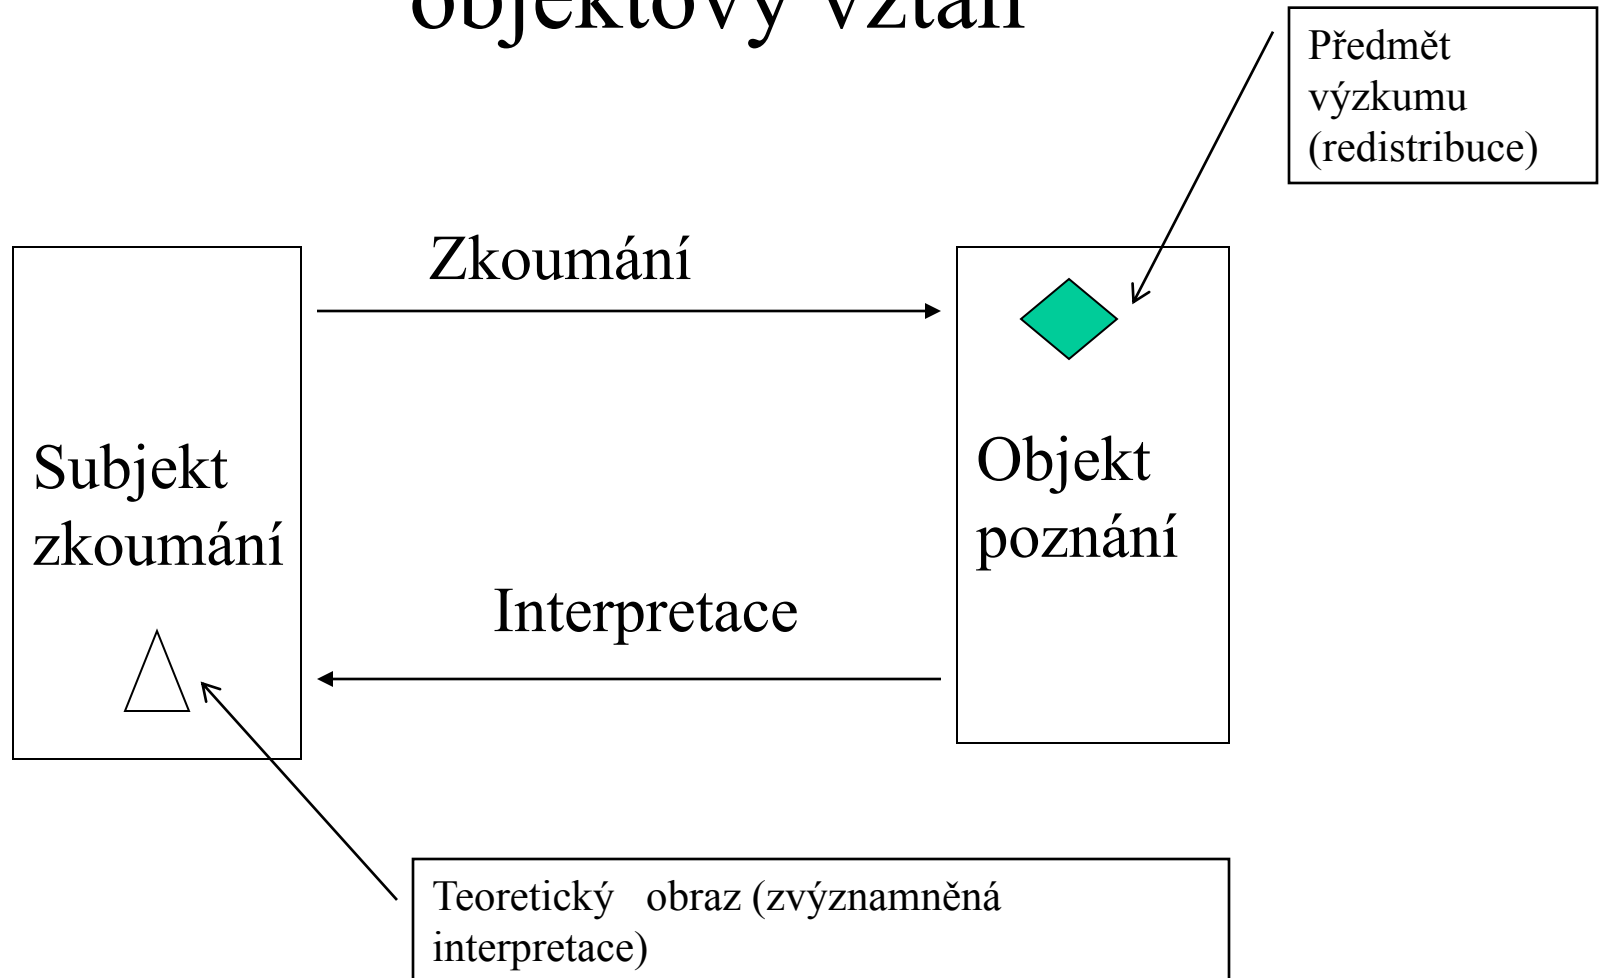 objektový vztah
Předmět
výzkumu
(redistribuce)
Zkoumání
Subjekt
zkoumání
Objekt
poznání
Interpretace
Teoretický obraz (zvýznamněná
interpretace)